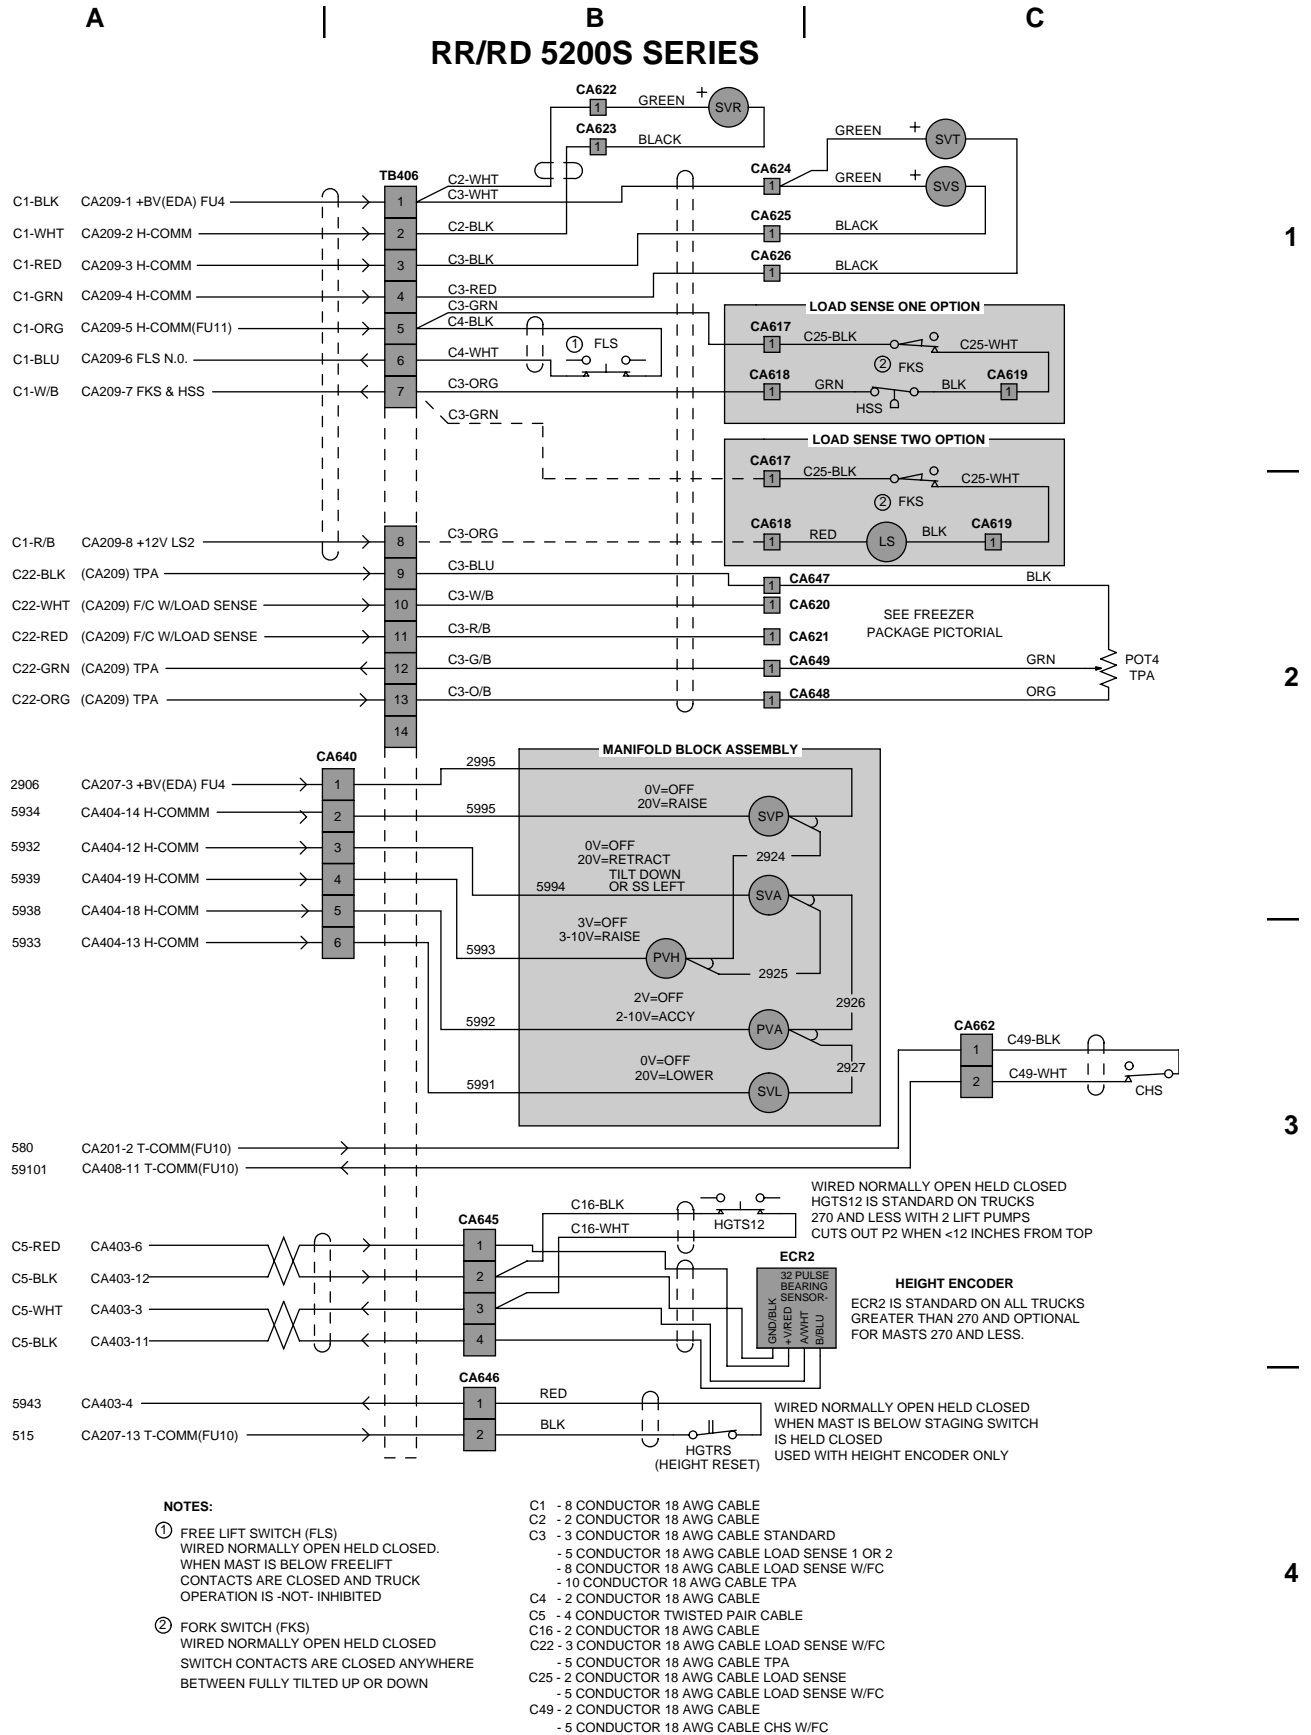 A
B
C
RR/RD 5200S SERIES
CA622
1
GREEN
+
SVR
CA623
1
BLACK
GREEN
+
SVT
TB406
C2-WHT
C3-WHT
CA624
1
GREEN
+
SVS
C1-BLK CA209-1 +BV(EDA) FU4
1
C1-WHT CA209-2 H-COMM
2
C2-BLK
CA625
1
BLACK
1
C1-RED CA209-3 H-COMM
3
C3-BLK
CA626
1
BLACK
C1-GRN CA209-4 H-COMM
4
C3-RED
C3-GRN
C1-ORG CA209-5 H-COMM(FU11)
5
C4-BLK
LOAD SENSE ONE OPTION
CA617
1
C25-BLK
C25-WHT
2 FKS
1 FLS
C1-BLU CA209-6 FLS N.0.
6
C4-WHT
C1-W/B CA209-7 FKS & HSS
7
C3-ORG
CA618
1
GRN
HSS
BLK
CA619
1
C3-GRN
LOAD SENSE TWO OPTION
CA617
1
C25-BLK
C25-WHT
2 FKS
C1-R/B CA209-8 +12V LS2
8
C3-ORG
CA618
1
RED
LS
BLK
CA619
1
C22-BLK (CA209) TPA
9
C3-BLU
1
CA647
BLK
C22-WHT (CA209) F/C W/LOAD SENSE
10
C3-W/B
1
CA620
SEE FREEZER
PACKAGE PICTORIAL
C22-RED (CA209) F/C W/LOAD SENSE
11
C3-R/B
1
CA621
C22-GRN (CA209) TPA
12
C3-G/B
1
CA649
GRN
POT4
TPA
2
C22-ORG (CA209) TPA
13
C3-O/B
1
CA648
ORG
14
CA640
MANIFOLD BLOCK ASSEMBLY
2906 CA207-3 +BV(EDA) FU4
1
2995
5934 CA404-14 H-COMMM
2
5995
0V=OFF
20V=RAISE
SVP
5932 CA404-12 H-COMM
3
0V=OFF
20V=RETRACT
TILT DOWN
OR SS LEFT
2924
5939 CA404-19 H-COMM
4
5994
SVA
5938 CA404-18 H-COMM
5
3V=OFF
3-10V=RAISE
5933 CA404-13 H-COMM
6
5993
PVH
2925
2V=OFF
2-10V=ACCY
2926
5992
PVA
0V=OFF
20V=LOWER
2927
5991
SVL
CA662
1
C49-BLK
2
C49-WHT
CHS
3
580 CA201-2 T-COMM(FU10)
59101 CA408-11 T-COMM(FU10)
C16-BLK
C16-WHT
HGTS12
WIRED NORMALLY OPEN HELD CLOSED
HGTS12 IS STANDARD ON TRUCKS
270 AND LESS WITH 2 LIFT PUMPS
CUTS OUT P2 WHEN <12 INCHES FROM TOP
CA645
C5-RED CA403-6
1
C5-BLK CA403-12
2
C5-WHT CA403-3
3
C5-BLK CA403-11
4
ECR2
32 PULSE
BEARING
SENSOR-
GND/BLK
+V/RED
A/WHT
B/BLU
HEIGHT ENCODER
ECR2 IS STANDARD ON ALL TRUCKS
GREATER THAN 270 AND OPTIONAL
FOR MASTS 270 AND LESS.
CA646
5943 CA403-4
1
RED
515 CA207-13 T-COMM(FU10)
2
BLK
HGTRS
(HEIGHT RESET)
WIRED NORMALLY OPEN HELD CLOSED
WHEN MAST IS BELOW STAGING SWITCH
IS HELD CLOSED
USED WITH HEIGHT ENCODER ONLY
NOTES:
1 FREE LIFT SWITCH (FLS)
WIRED NORMALLY OPEN HELD CLOSED.
WHEN MAST IS BELOW FREELIFT
CONTACTS ARE CLOSED AND TRUCK
OPERATION IS -NOT- INHIBITED
2 FORK SWITCH (FKS)
WIRED NORMALLY OPEN HELD CLOSED
SWITCH CONTACTS ARE CLOSED ANYWHERE
BETWEEN FULLY TILTED UP OR DOWN
C1 - 8 CONDUCTOR 18 AWG CABLE
C2 - 2 CONDUCTOR 18 AWG CABLE
C3 - 3 CONDUCTOR 18 AWG CABLE STANDARD
- 5 CONDUCTOR 18 AWG CABLE LOAD SENSE 1 OR 2
- 8 CONDUCTOR 18 AWG CABLE LOAD SENSE W/FC
- 10 CONDUCTOR 18 AWG CABLE TPA
C4 - 2 CONDUCTOR 18 AWG CABLE
C5 - 4 CONDUCTOR TWISTED PAIR CABLE
C16 - 2 CONDUCTOR 18 AWG CABLE
C22 - 3 CONDUCTOR 18 AWG CABLE LOAD SENSE W/FC
- 5 CONDUCTOR 18 AWG CABLE TPA
C25 - 2 CONDUCTOR 18 AWG CABLE LOAD SENSE
- 5 CONDUCTOR 18 AWG CABLE LOAD SENSE W/FC
C49 - 2 CONDUCTOR 18 AWG CABLE
- 5 CONDUCTOR 18 AWG CABLE CHS W/FC
4